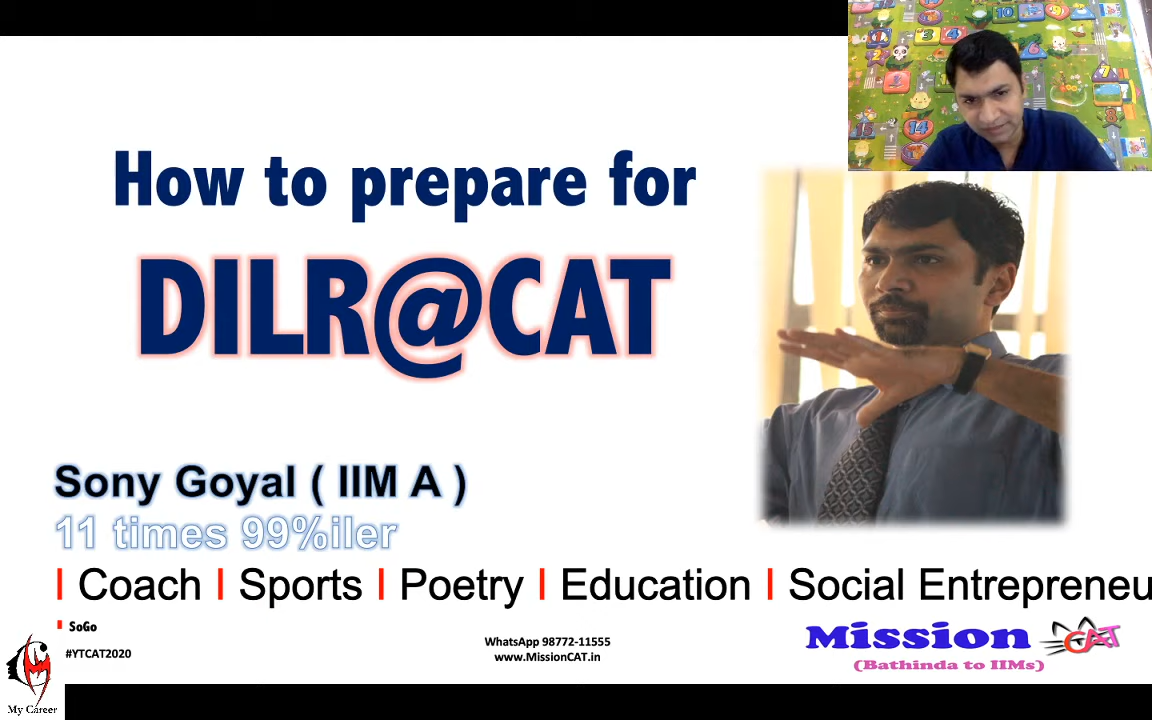 How to prepare for
DILR@CAT
Sony Goyal ( IIM A )
11 times 99%iler
| Coach | Sports | Poetry | Education | Social Entrepreneu
SoGo
#YTCAT2020
WhatsApp 98772-11555
www.MissionCAT.in
Mission CAT
(Bathinda to IIMs)
My Career